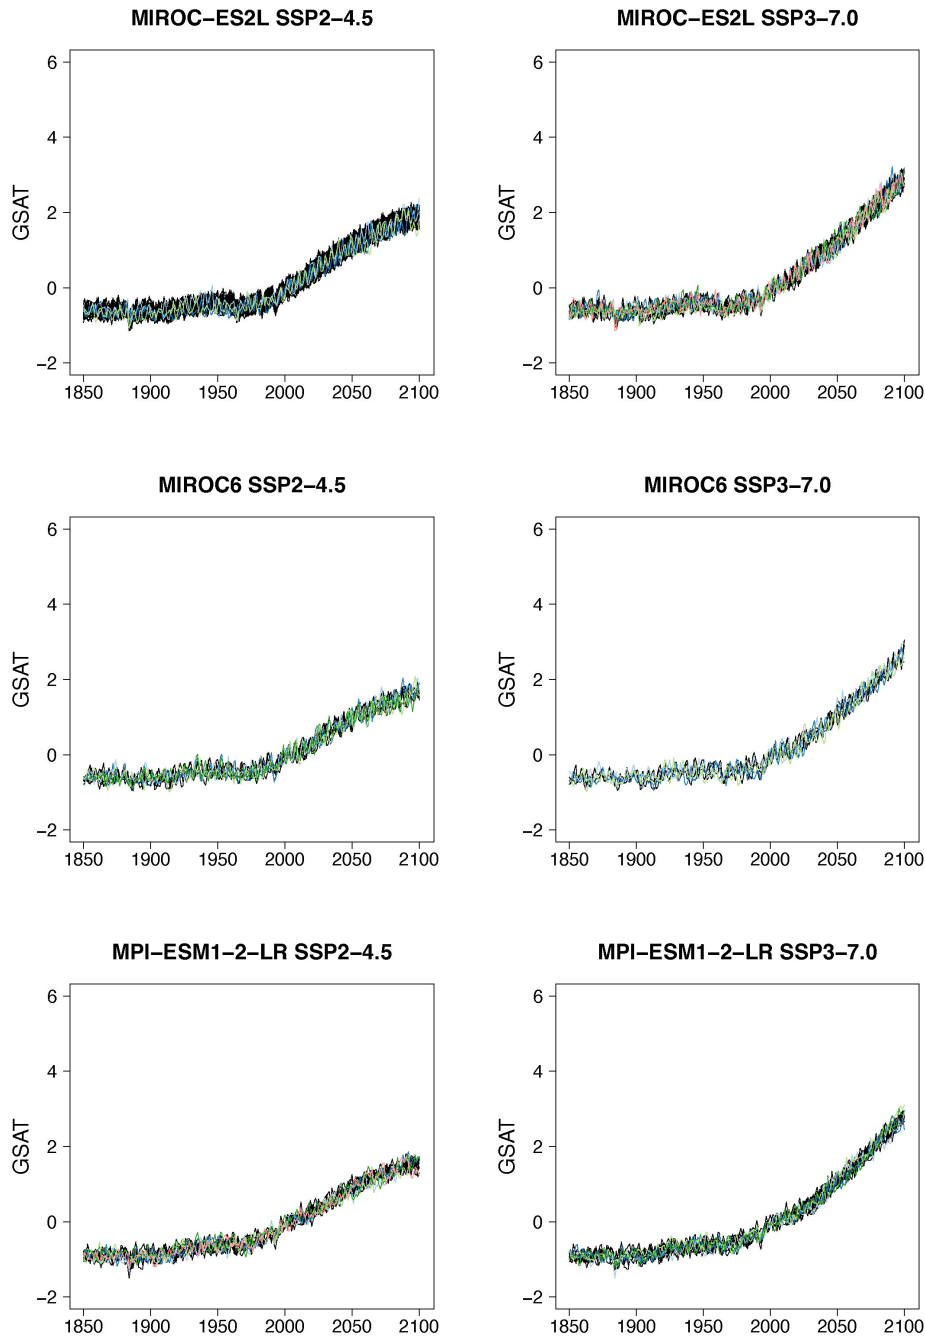 MIROC−ES2L SSP2−4.5
6
4
2
0
−2
GSAT
1850 1900 1950 2000 2050 2100
MIROC−ES2L SSP3−7.0
6
4
2
0
−2
GSAT
1850 1900 1950 2000 2050 2100
MIROC6 SSP2−4.5
6
4
2
0
−2
GSAT
1850 1900 1950 2000 2050 2100
MIROC6 SSP3−7.0
6
4
2
0
−2
GSAT
1850 1900 1950 2000 2050 2100
MPI−ESM1−2−LR SSP2−4.5
6
4
2
0
−2
GSAT
1850 1900 1950 2000 2050 2100
MPI−ESM1−2−LR SSP3−7.0
6
4
2
0
−2
GSAT
1850 1900 1950 2000 2050 2100